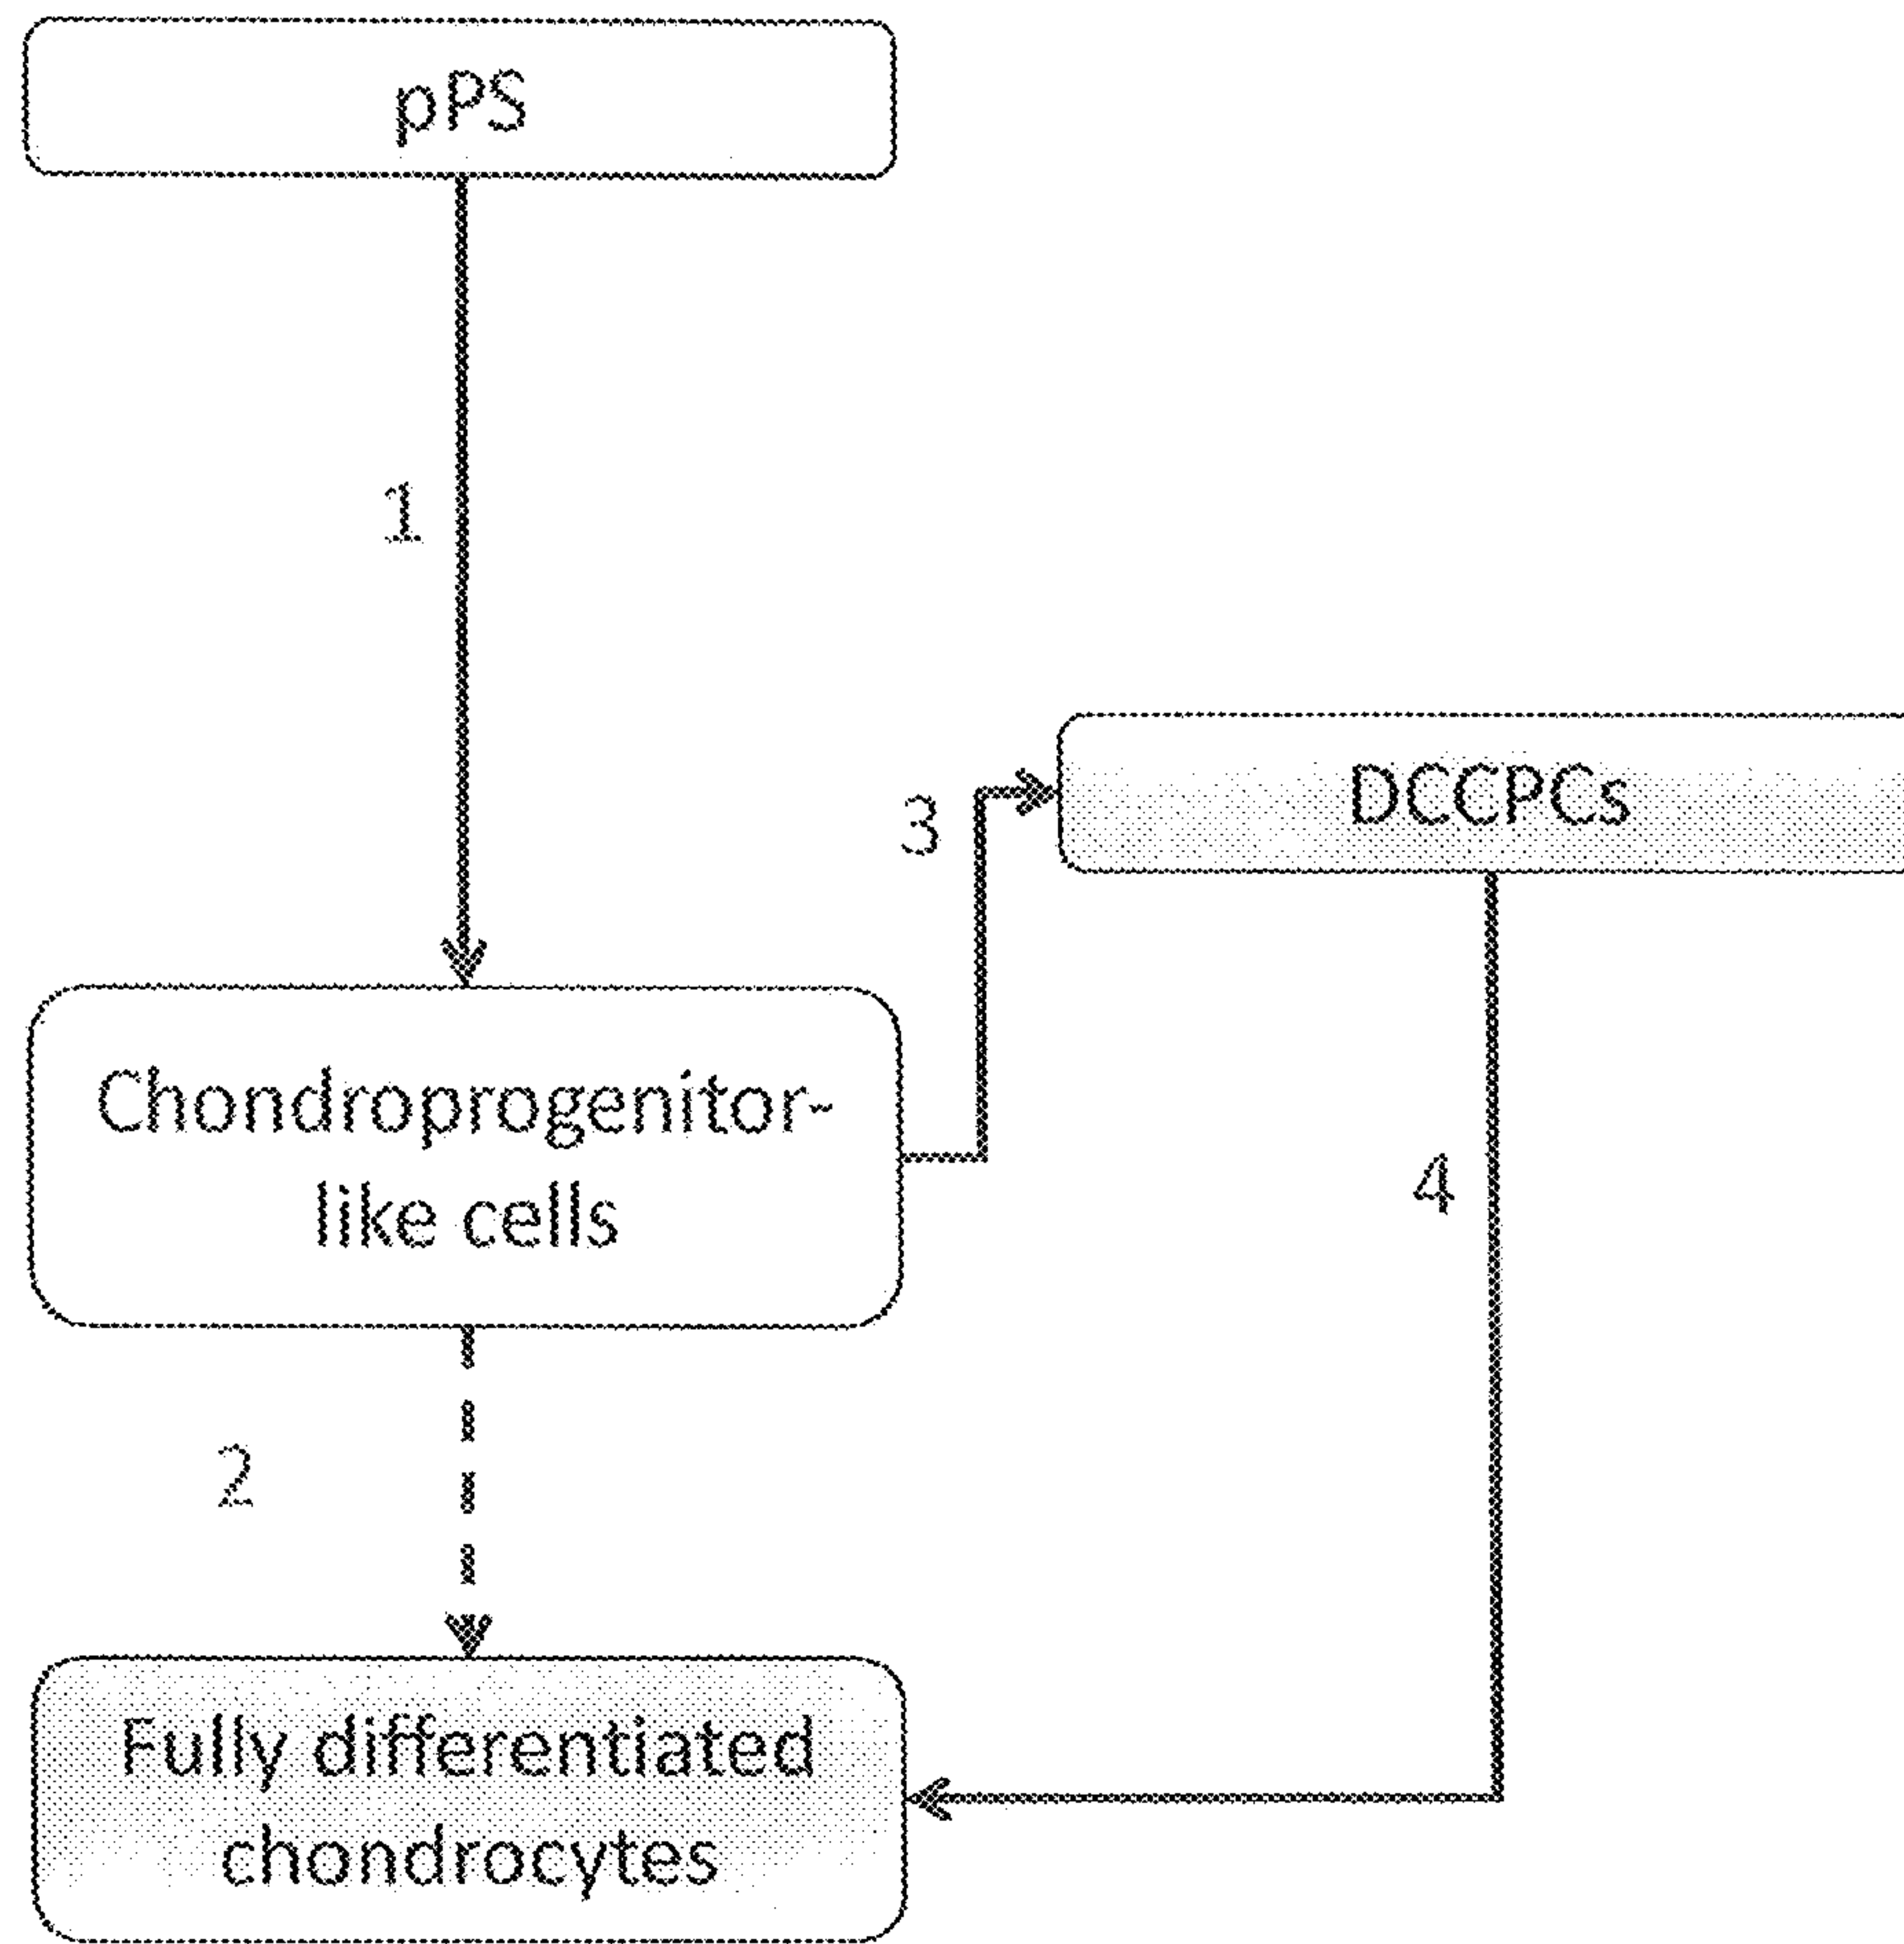 pPS
1
3
DCCPCs
Chondroprogenitor-
like cells
4
2
Fully differentiated
chondrocytes